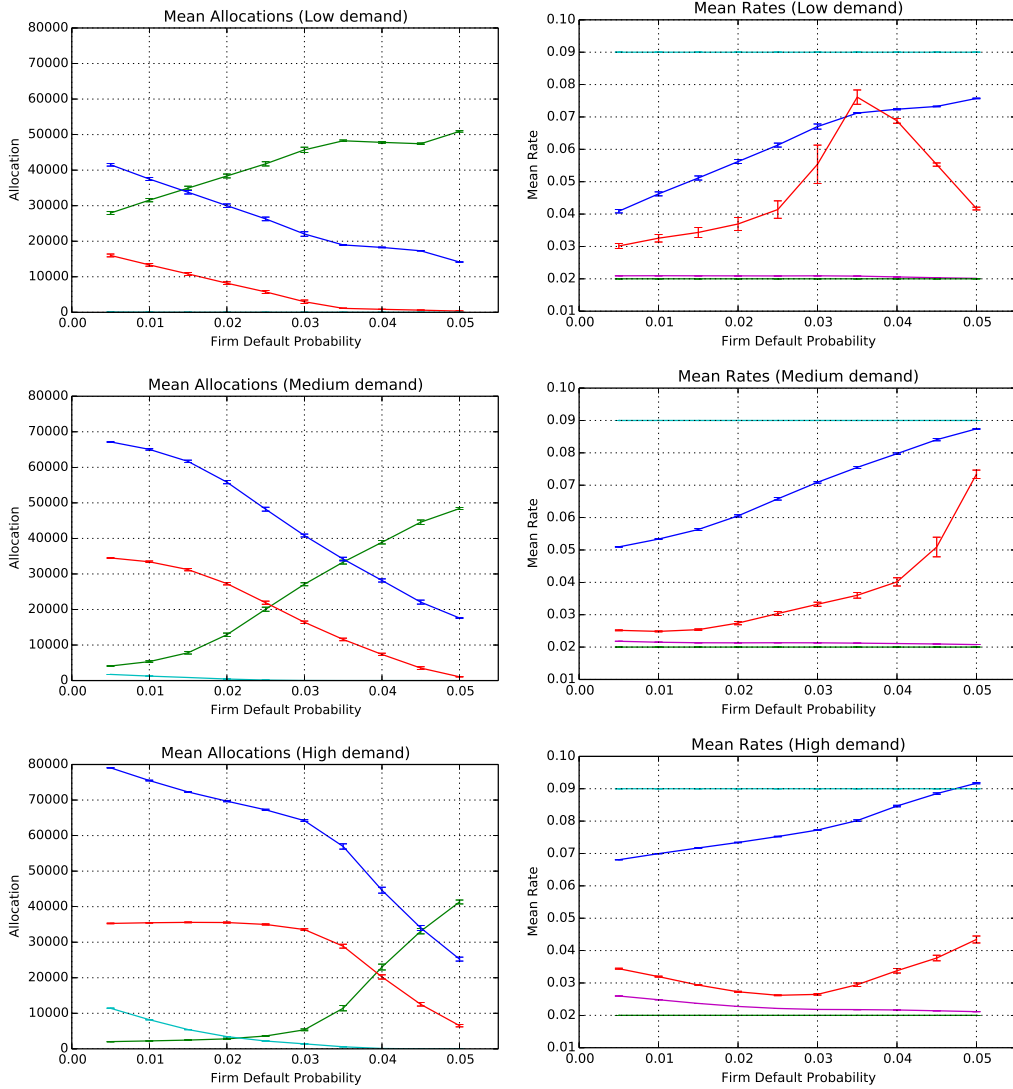 Mean Allocations (Low demand)
80000
70000
60000
50000
40000
30000
20000
10000
0
Allocation
0.00 0.01 0.02 0.03 0.04 0.05
Firm Default Probability
Mean Rates (Low demand)
0.10
0.09
0.08
0.07
0.06
0.05
0.04
0.03
0.02
0.01
Mean Rate
0.00 0.01 0.02 0.03 0.04 0.05
Firm Default Probability
Mean Allocations (Medium demand)
80000
70000
60000
50000
40000
30000
20000
10000
0
Allocation
0.00 0.01 0.02 0.03 0.04 0.05
Firm Default Probability
Mean Rates (Medium demand)
0.10
0.09
0.08
0.07
0.06
0.05
0.04
0.03
0.02
0.01
Mean Rate
0.00 0.01 0.02 0.03 0.04 0.05
Firm Default Probability
Mean Allocations (High demand)
80000
70000
60000
50000
40000
30000
20000
10000
0
Allocation
0.00 0.01 0.02 0.03 0.04 0.05
Firm Default Probability
Mean Rates (High demand)
0.10
0.09
0.08
0.07
0.06
0.05
0.04
0.03
0.02
0.01
Mean Rate
0.00 0.01 0.02 0.03 0.04 0.05
Firm Default Probability